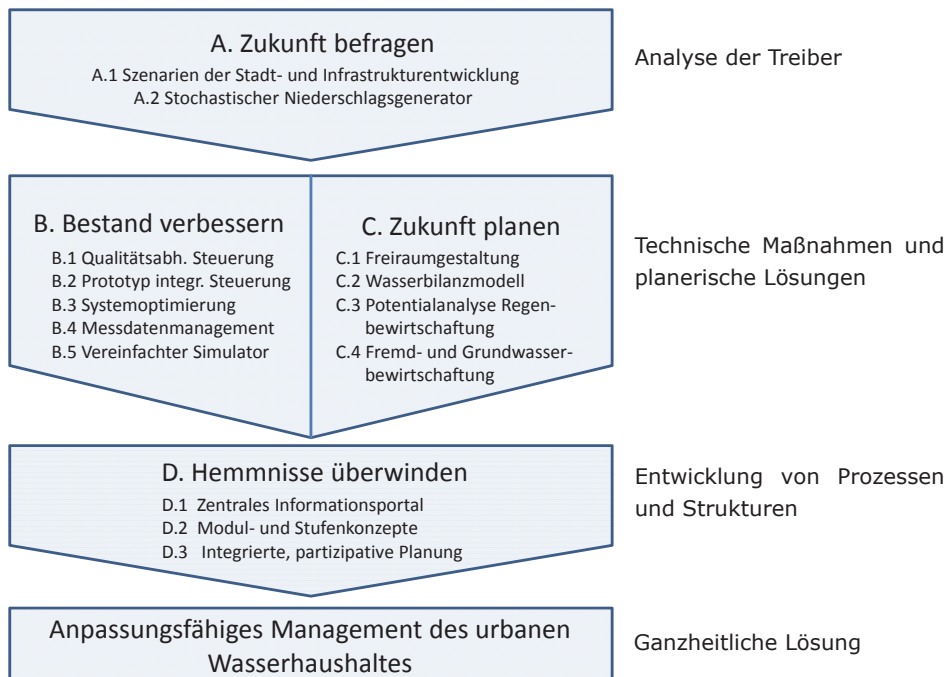 A. Zukunft befragen
A.1 Szenarien der Stadt- und Infrastrukturentwicklung
A.2 Stochastischer Niederschlagsgenerator
Analyse der Treiber
B. Bestand verbessern
B.1 Qualitätsabh. Steuerung
B.2 Prototyp integr. Steuerung
B.3 Systemoptimierung
B.4 Messdatenmanagement
B.5 Vereinfachter Simulator
C. Zukunft planen
C.1 Freiraumgestaltung
C.2 Wasserbilanzmodell
C.3 Potentialanalyse Regen-
bewirtschaftung
C.4 Fremd- und Grundwasser-
bewirtschaftung
Technische Maßnahmen und
planerische Lösungen
D. Hemmnisse überwinden
D.1 Zentrales Informationsportal
D.2 Modul- und Stufenkonzepte
D.3 Integrierte, partizipative Planung
Entwicklung von Prozessen
und Strukturen
Anpassungsfähiges Management des urbanen
Wasserhaushaltes
Ganzheitliche Lösung